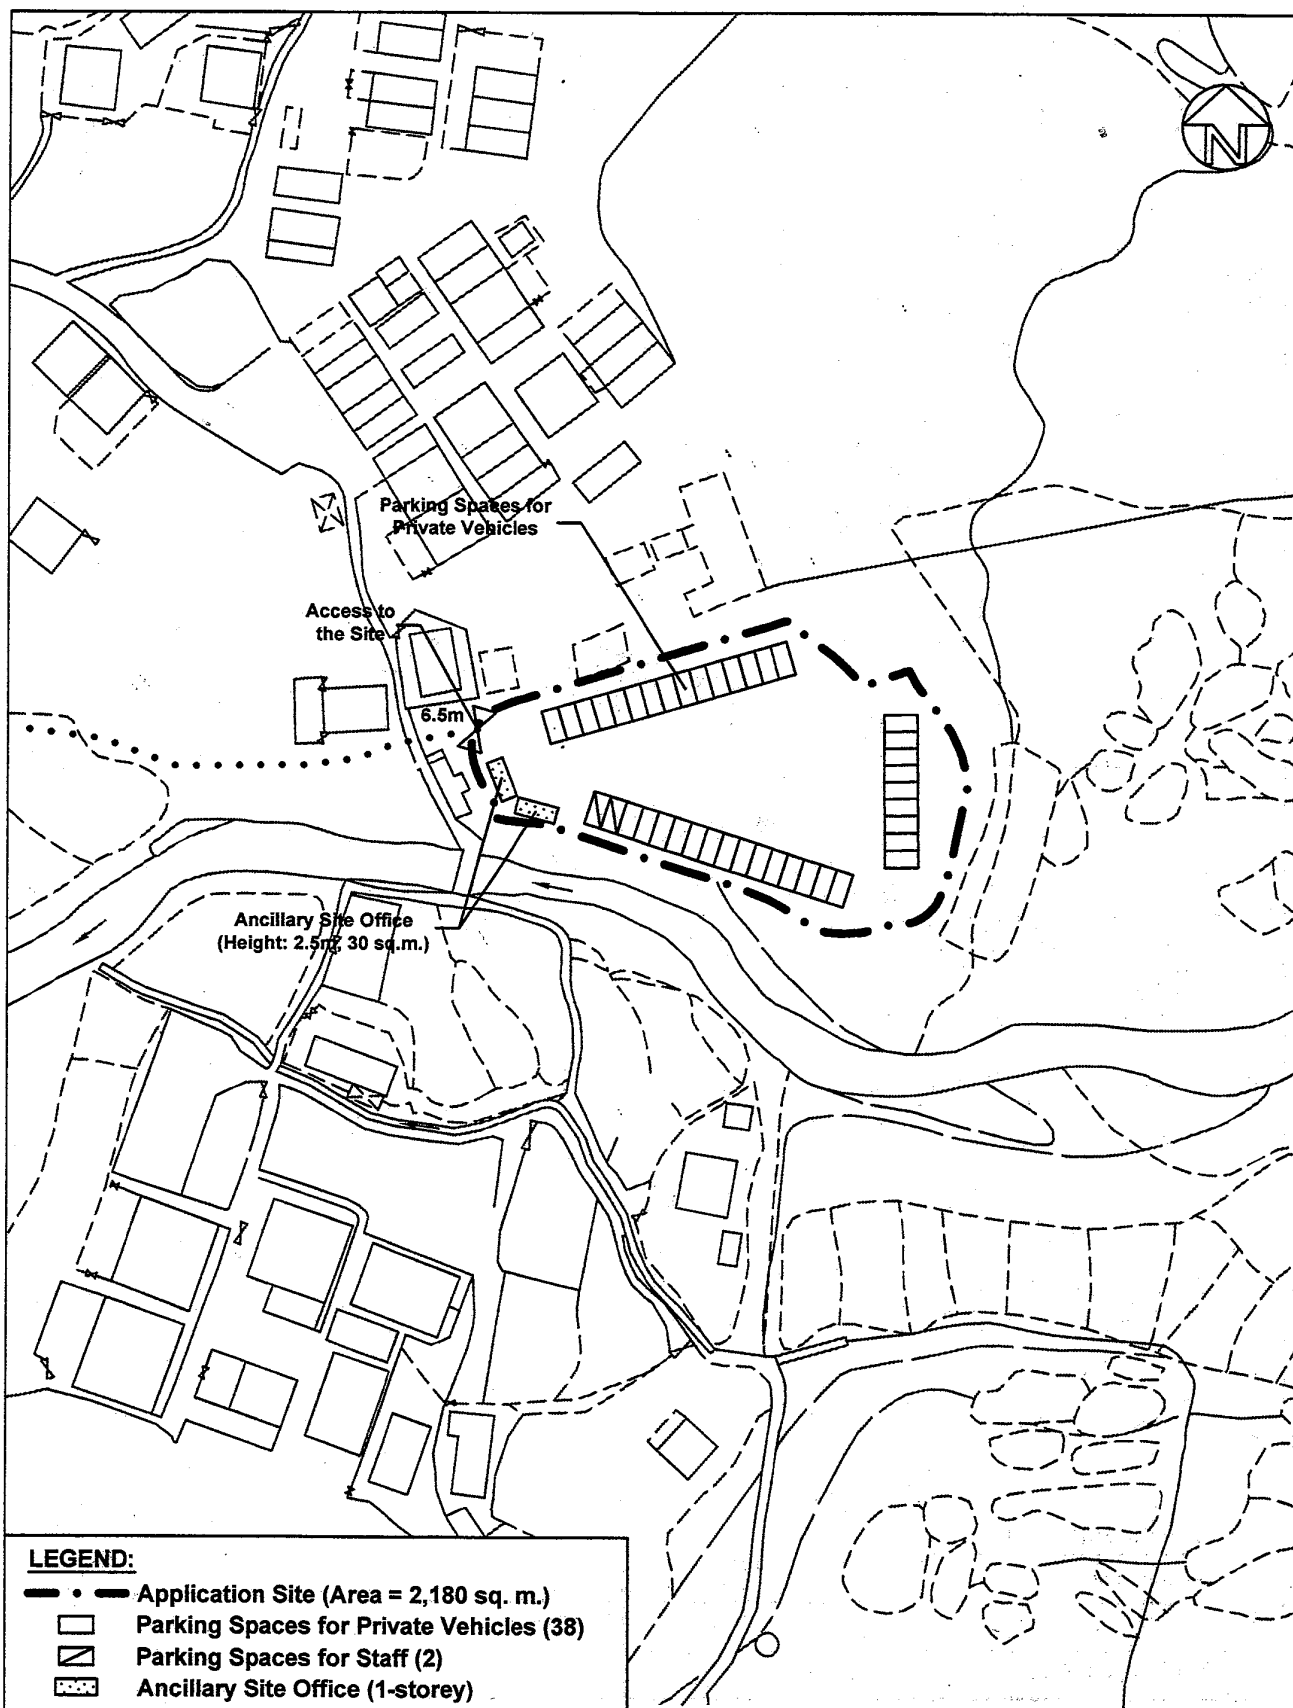 N
Parking Spaces for
Private Vehicles
Access to
the Site
6.5m
Ancillary Site Office
(Height: 2.5m, 30 sq.m.)
LEGEND:
Application Site (Area = 2,180 sq. m.)
Parking Spaces for Private Vehicles (38)
Parking Spaces for Staff (2)
Ancillary Site Office (1-storey)